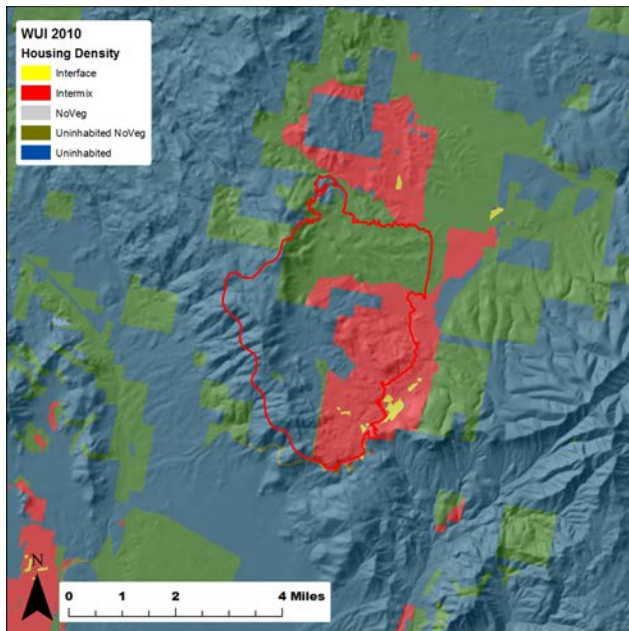 WUI 2010
Housing Density
Interface
Intermix
NoVeg
Uninhabited NoVeg
Uninhabited
N
0 1 2 4 Miles